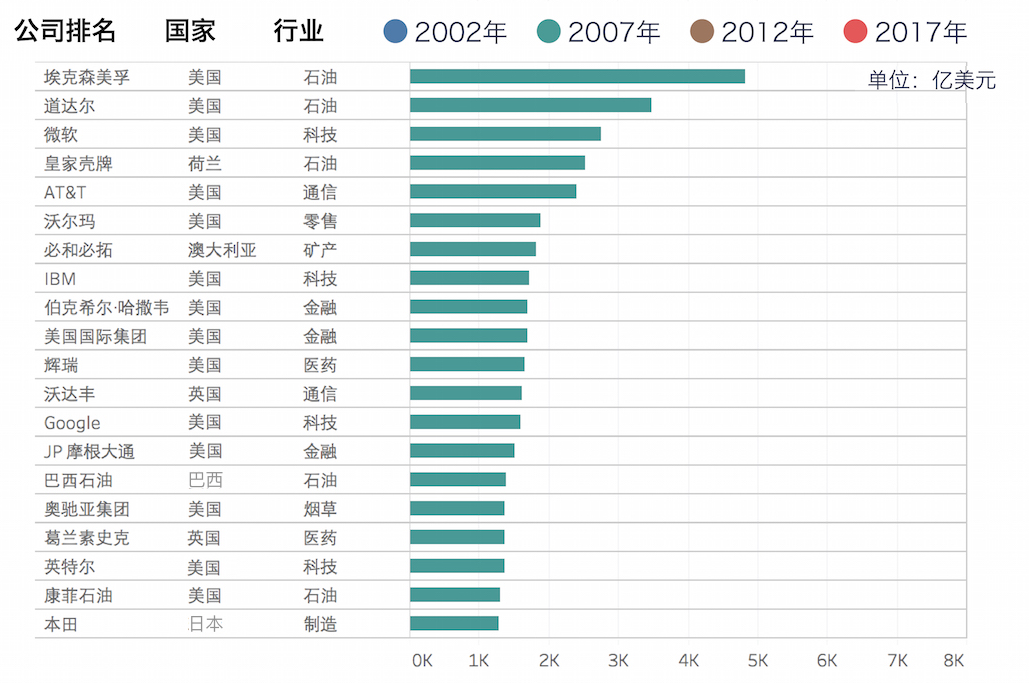 公司排名 国家 行业 2002年 2007年 2012年 2017年
单位：亿美元
埃克森美孚 美国 石油
道达尔 美国 石油
微软 美国 科技
皇家壳牌 荷兰 石油
AT&T 美国 通信
沃尔玛 美国 零售
必和必拓 澳大利亚 矿产
IBM 美国 科技
伯克希尔·哈撒韦 美国 金融
美国国际集团 美国 金融
辉瑞 美国 医药
沃达丰 英国 通信
Google 美国 科技
JP 摩根大通 美国 金融
巴西石油 巴西 石油
奥驰亚集团 美国 烟草
葛兰素史克 英国 医药
英特尔 美国 科技
康菲石油 美国 石油
本田 日本 制造
0K 1K 2K 3K 4K 5K 6K 7K 8K